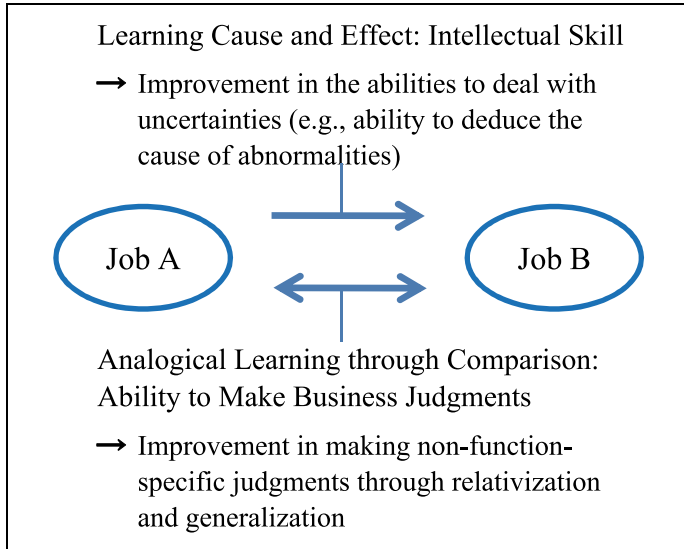 Learning Cause and Effect: Intellectual Skill
→ Improvement in the abilities to deal with
uncertainties (e.g., ability to deduce the
cause of abnormalities)
Job A
Job B
Analogical Learning through Comparison:
Ability to Make Business Judgments
→ Improvement in making non-function-
specific judgments through relativization
and generalization